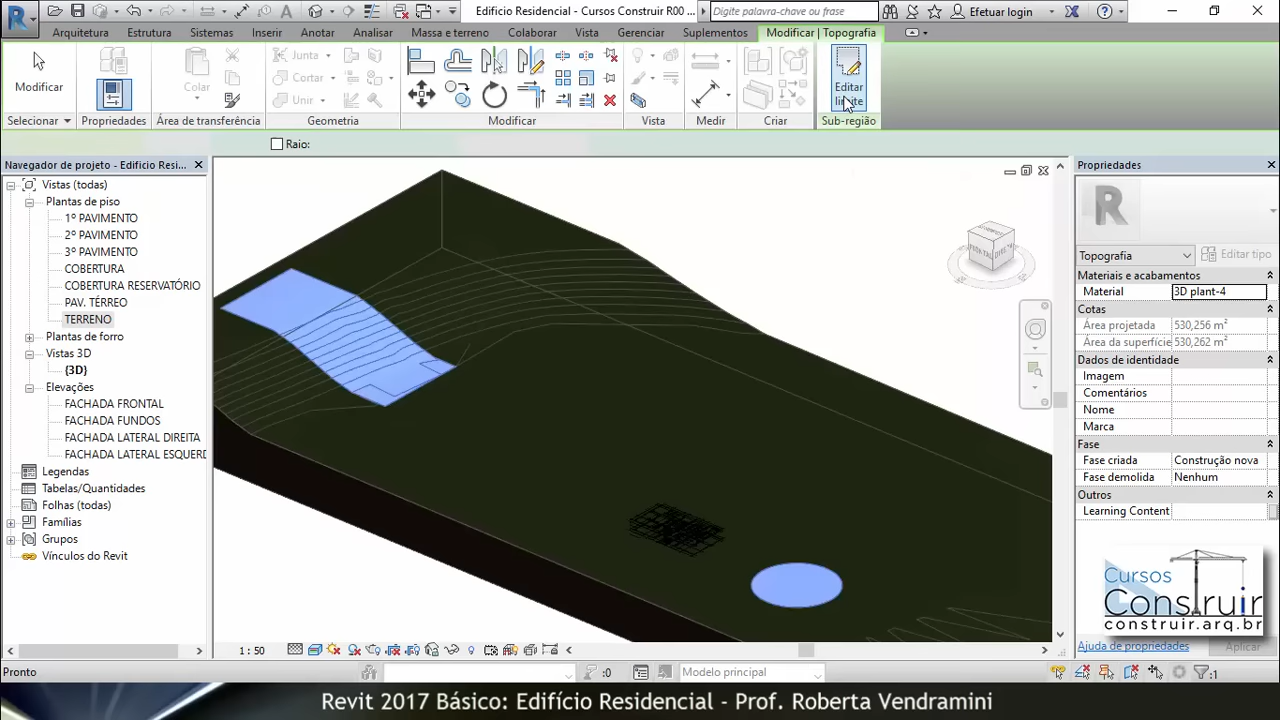 Edificio Residencial - Cursos Construir R00 ...
Digite palavras-chave ou frase
Efetuar login
Arquitetura
Estrutura
Sistemas
Inserir
Anotar
Analisar
Massa e terreno
Colaborar
Vista
Gerenciar
Suplementos
Modificar | Topografia
Modificar
Colar
Junta
Cortar
Unir
Editar
limite
Selecionar
Propriedades
Área de transferência
Geometria
Modificar
Vista
Medir
Criar
Sub-região
Raio:
Navegador de projeto - Edificio Resi...
Vistas (todas)
Plantas de piso
1º PAVIMENTO
2º PAVIMENTO
3º PAVIMENTO
COBERTURA
COBERTURA RESERVATÓRIO
PAV. TÉRREO
TERRENO
Plantas de forro
Vistas 3D
{3D}
Elevações
FACHADA FRONTAL
FACHADA FUNDOS
FACHADA LATERAL DIREITA
FACHADA LATERAL ESQUERD
Legendas
Tabelas/Quantidades
Folhas (todas)
Famílias
Grupos
Vínculos do Revit
Propriedades
R
Topografia
Editar tipo
Materiais e acabamentos
Material 3D plant-4
Cotas
Área projetada 530,256 m²
Área da superfície 530,262 m²
Dados de identidade
Imagem
Comentários
Nome
Marca
Fase
Fase criada Construção nova
Fase demolida Nenhum
Outros
Learning Content
Cursos
Construir
construir.arq.br
Ajuda de propriedades
Aplicar
1 : 50
Pronto
:0
Modelo principal
:1
Revit 2017 Básico: Edifício Residencial - Prof. Roberta Vendramini